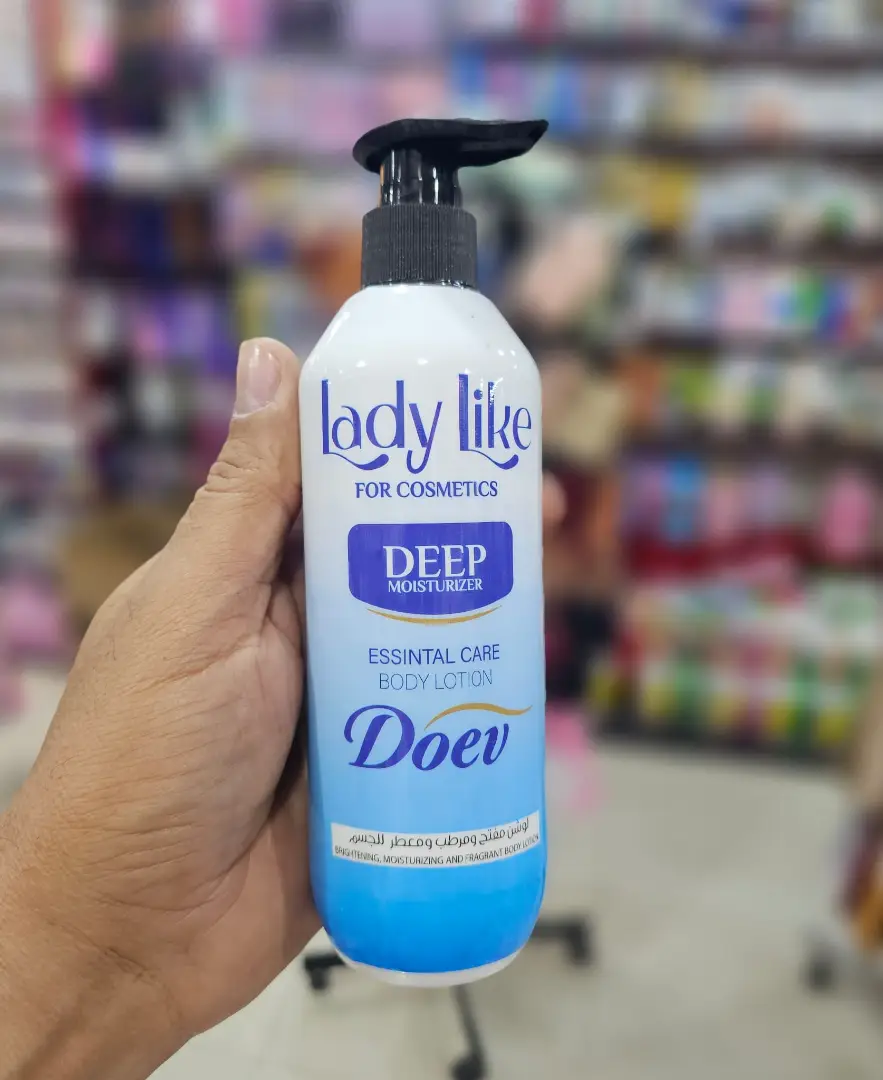 Lady Like
FOR COSMETICS
DEEP
MOISTURIZER
ESSINTAL CARE
BODY LOTION
Doev
لوشن مفتح ومرطب ومعطر للجسم
BRIGHTENING, MOISTURIZING AND FRAGRANT BODY LOTION